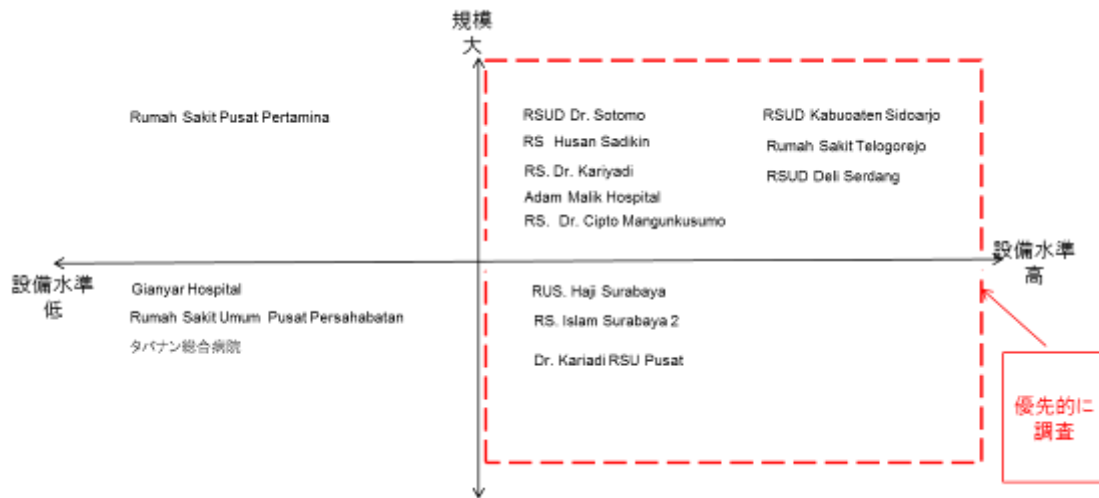 規模
大
Rumah Sakit Pusat Pertamina
RSUD Dr. Sotomo
RS Husan Sadikin
RS. Dr. Kariyadi
Adam Malik Hospital
RS. Dr. Cipto Mangunkusumo
RSUD Kabuoaten Sidoarjo
Rumah Sakit Telogorejo
RSUD Deli Serdang
設備水準
低
設備水準
高
Gianyar Hospital
Rumah Sakit Umum Pusat Persahabatan
タバナン総合病院
RUS. Haji Surabaya
RS. Islam Surabaya 2
Dr. Kariadi RSU Pusat
優先的に
調査